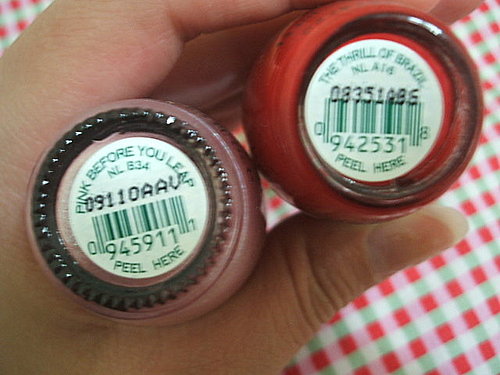 PINK BEFORE YOU LEAP
NL B34
09110AAV
0 945911 1
PEEL HERE
THE THRILL OF BRAZIL
NL A16
08351ABG
0 942531 8
PEEL HERE